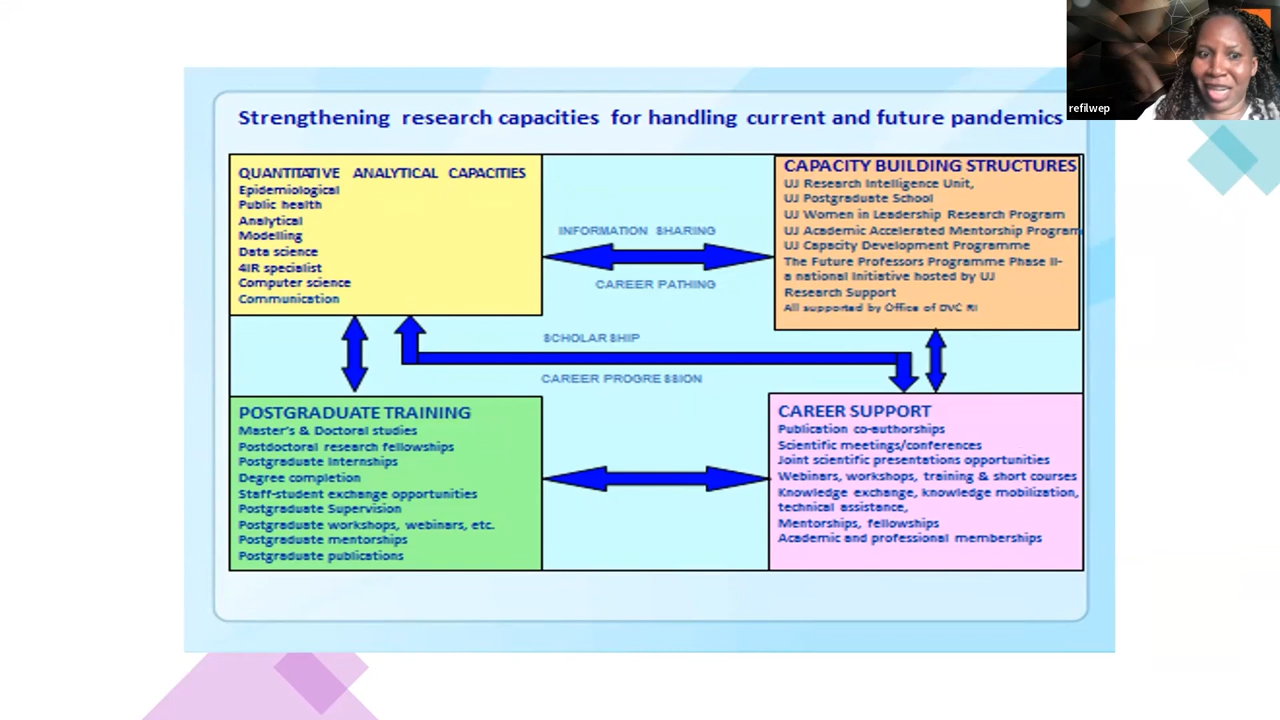 refilwep
Strengthening research capacities for handling current and future pandemics
QUANTITATIVE ANALYTICAL CAPACITIES
Epidemiological
Public health
Analytical
Modelling
Data science
4IR specialist
Computer science
Communication
INFORMATION SHARING
CAREER PATHING
CAPACITY BUILDING STRUCTURES
UJ Research Intelligence Unit,
UJ Postgraduate School
UJ Women in Leadership Research Program
UJ Academic Accelerated Mentorship Program
UJ Capacity Development Programme
The Future Professors Programme Phase II-
a national Initiative hosted by UJ
Research Support
All supported by Office of DVC RI
SCHOLARSHIP
CAREER PROGRESSION
POSTGRADUATE TRAINING
Master's & Doctoral studies
Postdoctoral research fellowships
Postgraduate Internships
Degree completion
Staff-student exchange opportunities
Postgraduate Supervision
Postgraduate workshops, webinars, etc.
Postgraduate mentorships
Postgraduate publications
CAREER SUPPORT
Publication co-authorships
Scientific meetings/conferences
Joint scientific presentations opportunities
Webinars, workshops, training & short courses
Knowledge exchange, knowledge mobilization,
technical assistance,
Mentorships, fellowships
Academic and professional memberships